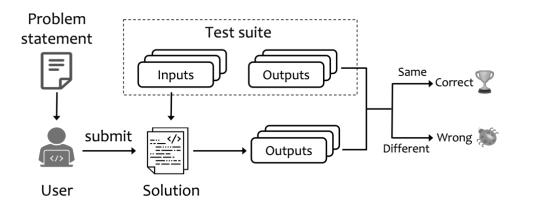 Problem
statement
Test suite
Inputs
Outputs
Same
Correct
submit
</>
</>
Outputs
Wrong
Different
User
Solution